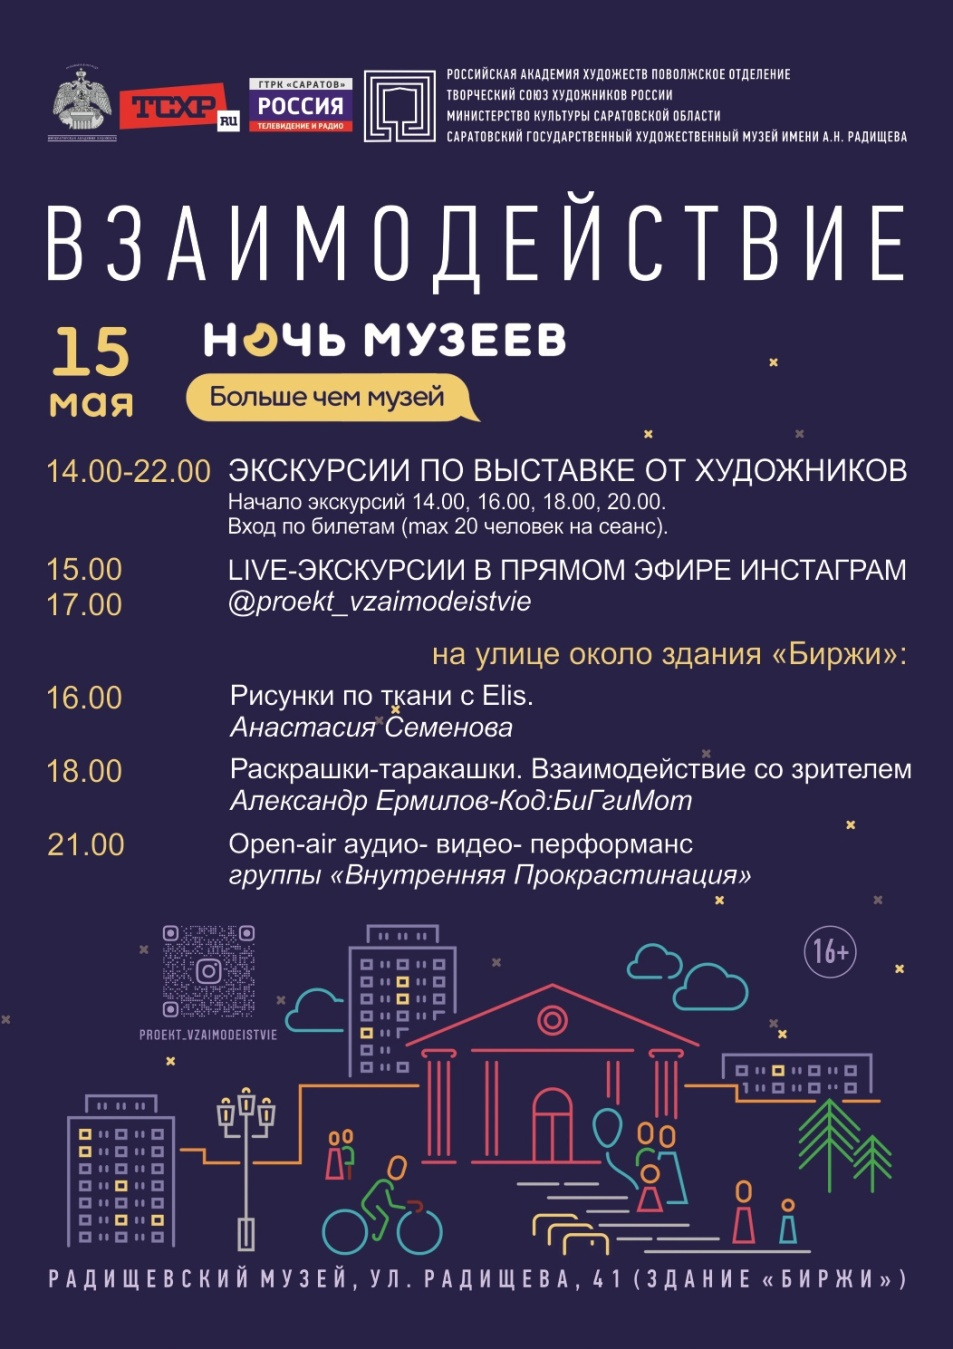 РОССИЙСКАЯ АКАДЕМИЯ ХУДОЖЕСТВ ПОВОЛЖСКОЕ ОТДЕЛЕНИЕ
ТВОРЧЕСКИЙ СОЮЗ ХУДОЖНИКОВ РОССИИ
МИНИСТЕРСТВО КУЛЬТУРЫ САРАТОВСКОЙ ОБЛАСТИ
САРАТОВСКИЙ ГОСУДАРСТВЕННЫЙ ХУДОЖЕСТВЕННЫЙ МУЗЕЙ ИМЕНИ А.Н. РАДИЩЕВА
ТСХР
RU
ГТРК «САРАТОВ»
РОССИЯ
ТЕЛЕВИДЕНИЕ И РАДИО
ВЗАИМОДЕЙСТВИЕ
15 мая
НОЧЬ МУЗЕЕВ
Больше чем музей
14.00-22.00 ЭКСКУРСИИ ПО ВЫСТАВКЕ ОТ ХУДОЖНИКОВ
Начало экскурсий 14.00, 16.00, 18.00, 20.00.
Вход по билетам (max 20 человек на сеанс).
15.00 LIVE-ЭКСКУРСИИ В ПРЯМОМ ЭФИРЕ ИНСТАГРАМ
17.00 @proekt_vzaimodeistvie
на улице около здания «Биржи»:
16.00 Рисунки по ткани с Elis.
Анастасия Семенова
18.00 Раскрашки-таракашки. Взаимодействие со зрителем
Александр Ермилов-Код:БиГгиМот
21.00 Open-air аудио- видео- перформанс
группы «Внутренняя Прокрастинация»
16+
PROEKT_VZAIMODEISTVIE
РАДИЩЕВСКИЙ МУЗЕЙ, УЛ. РАДИЩЕВА, 41 (ЗДАНИЕ «БИРЖИ»)